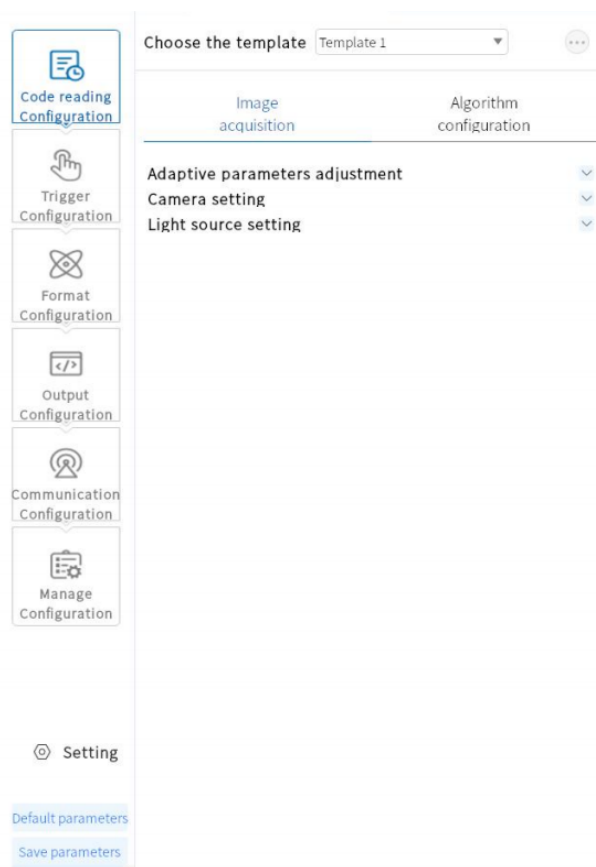 Choose the template Template 1
Code reading
Configuration
Image
acquisition
Algorithm
configuration
Adaptive parameters adjustment
Camera setting
Light source setting
Trigger
Configuration
Format
Configuration
</>
Output
Configuration
Communication
Configuration
Manage
Configuration
Setting
Default parameters
Save parameters